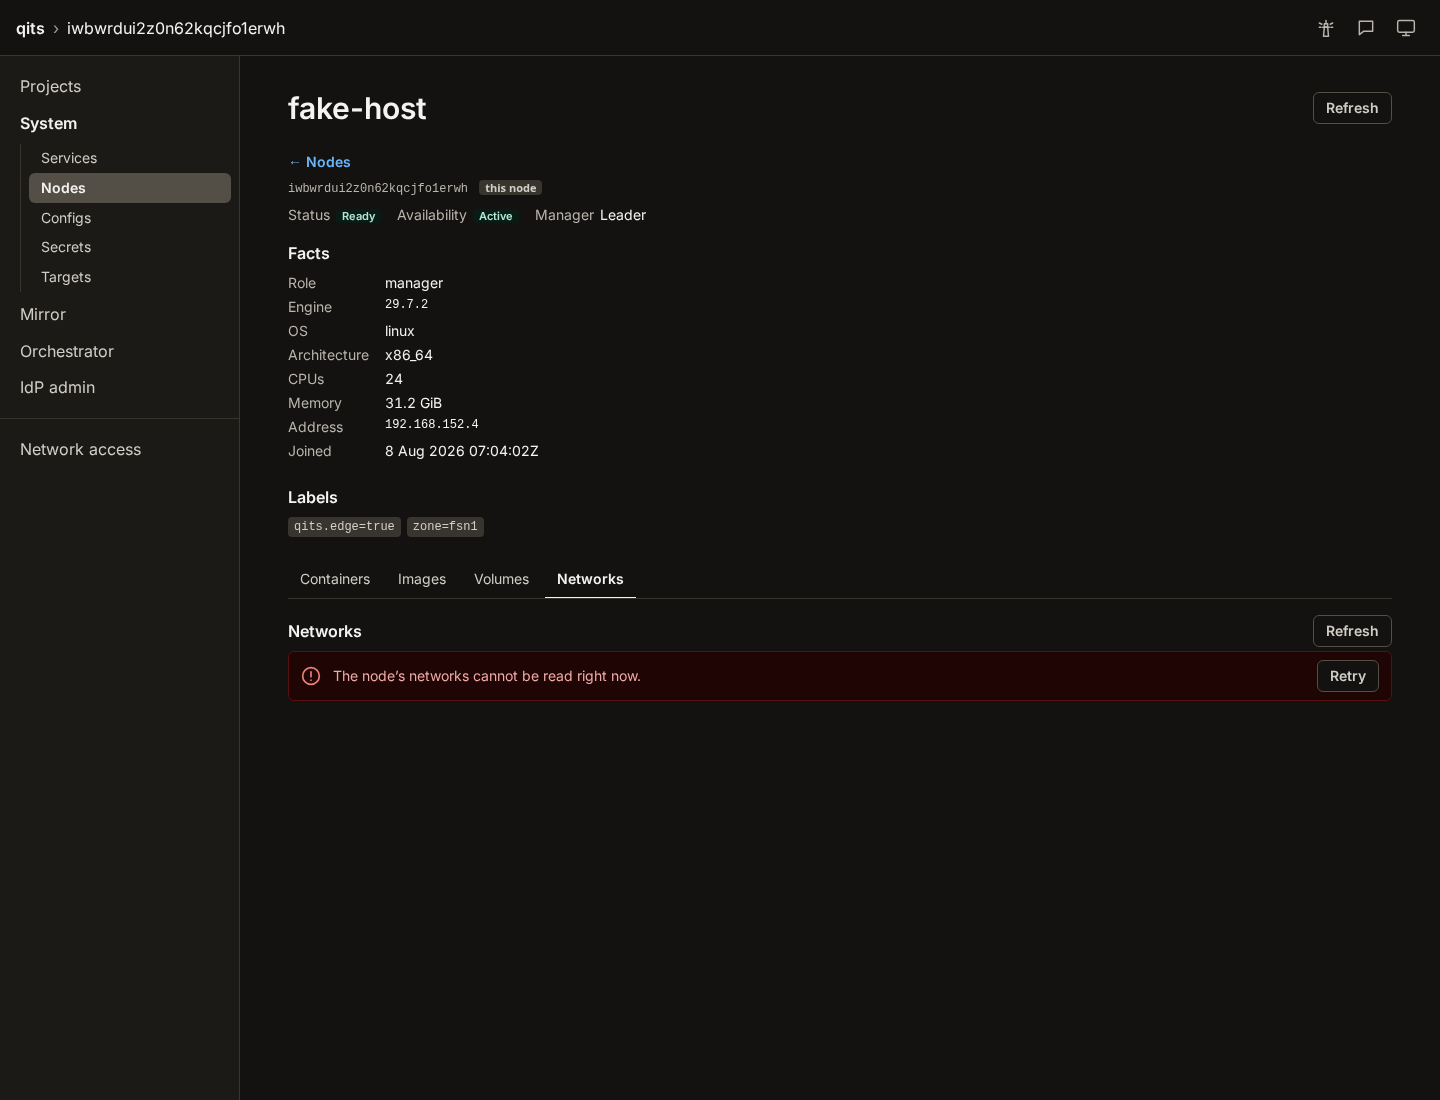 qits › iwbwrdui2z0n62kqcjfo1erwh
Projects
System
Services
Nodes
Configs
Secrets
Targets
Mirror
Orchestrator
IdP admin
Network access
fake-host
Refresh
← Nodes
iwbwrdui2z0n62kqcjfo1erwh this node
Status Ready Availability Active Manager Leader
Facts
Role manager
Engine 29.7.2
OS linux
Architecture x86_64
CPUs 24
Memory 31.2 GiB
Address 192.168.152.4
Joined 8 Aug 2026 07:04:02Z
Labels
qits.edge=true zone=fsn1
Containers Images Volumes Networks
Networks Refresh
The node’s networks cannot be read right now. Retry